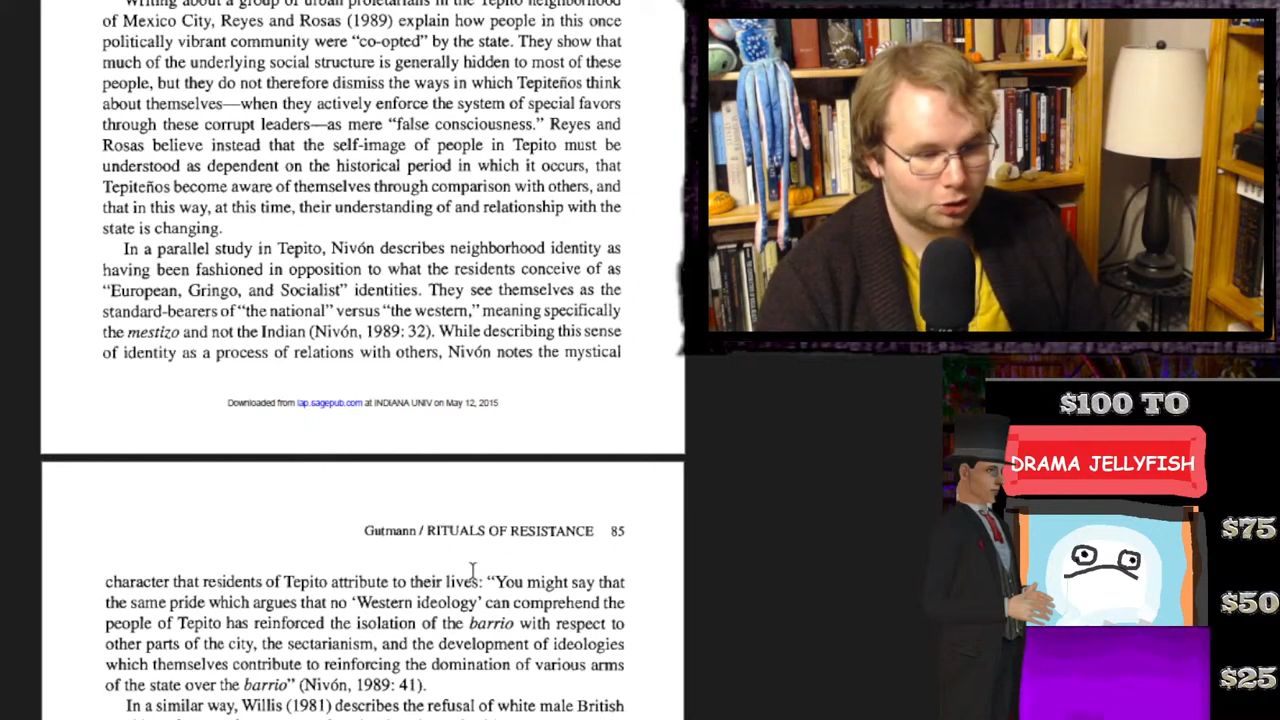 Writing about a group of urban proletarians in the Tepito neighborhood
of Mexico City, Reyes and Rosas (1989) explain how people in this once
politically vibrant community were “co-opted” by the state. They show that
much of the underlying social structure is generally hidden to most of these
people, but they do not therefore dismiss the ways in which Tepiteños think
about themselves—when they actively enforce the system of special favors
through these corrupt leaders—as mere “false consciousness.” Reyes and
Rosas believe instead that the self-image of people in Tepito must be
understood as dependent on the historical period in which it occurs, that
Tepiteños become aware of themselves through comparison with others, and
that in this way, at this time, their understanding of and relationship with the
state is changing.
In a parallel study in Tepito, Nivón describes neighborhood identity as
having been fashioned in opposition to what the residents conceive of as
“European, Gringo, and Socialist” identities. They see themselves as the
standard-bearers of “the national” versus “the western,” meaning specifically
the mestizo and not the Indian (Nivón, 1989: 32). While describing this sense
of identity as a process of relations with others, Nivón notes the mystical
Downloaded from lap.sagepub.com at INDIANA UNIV on May 12, 2015
Gutmann / RITUALS OF RESISTANCE 85
character that residents of Tepito attribute to their lives: “You might say that
the same pride which argues that no ‘Western ideology’ can comprehend the
people of Tepito has reinforced the isolation of the barrio with respect to
other parts of the city, the sectarianism, and the development of ideologies
which themselves contribute to reinforcing the domination of various arms
of the state over the barrio” (Nivón, 1989: 41).
In a similar way, Willis (1981) describes the refusal of white male British
$100 TO
DRAMA JELLYFISH
$75
$50
$25